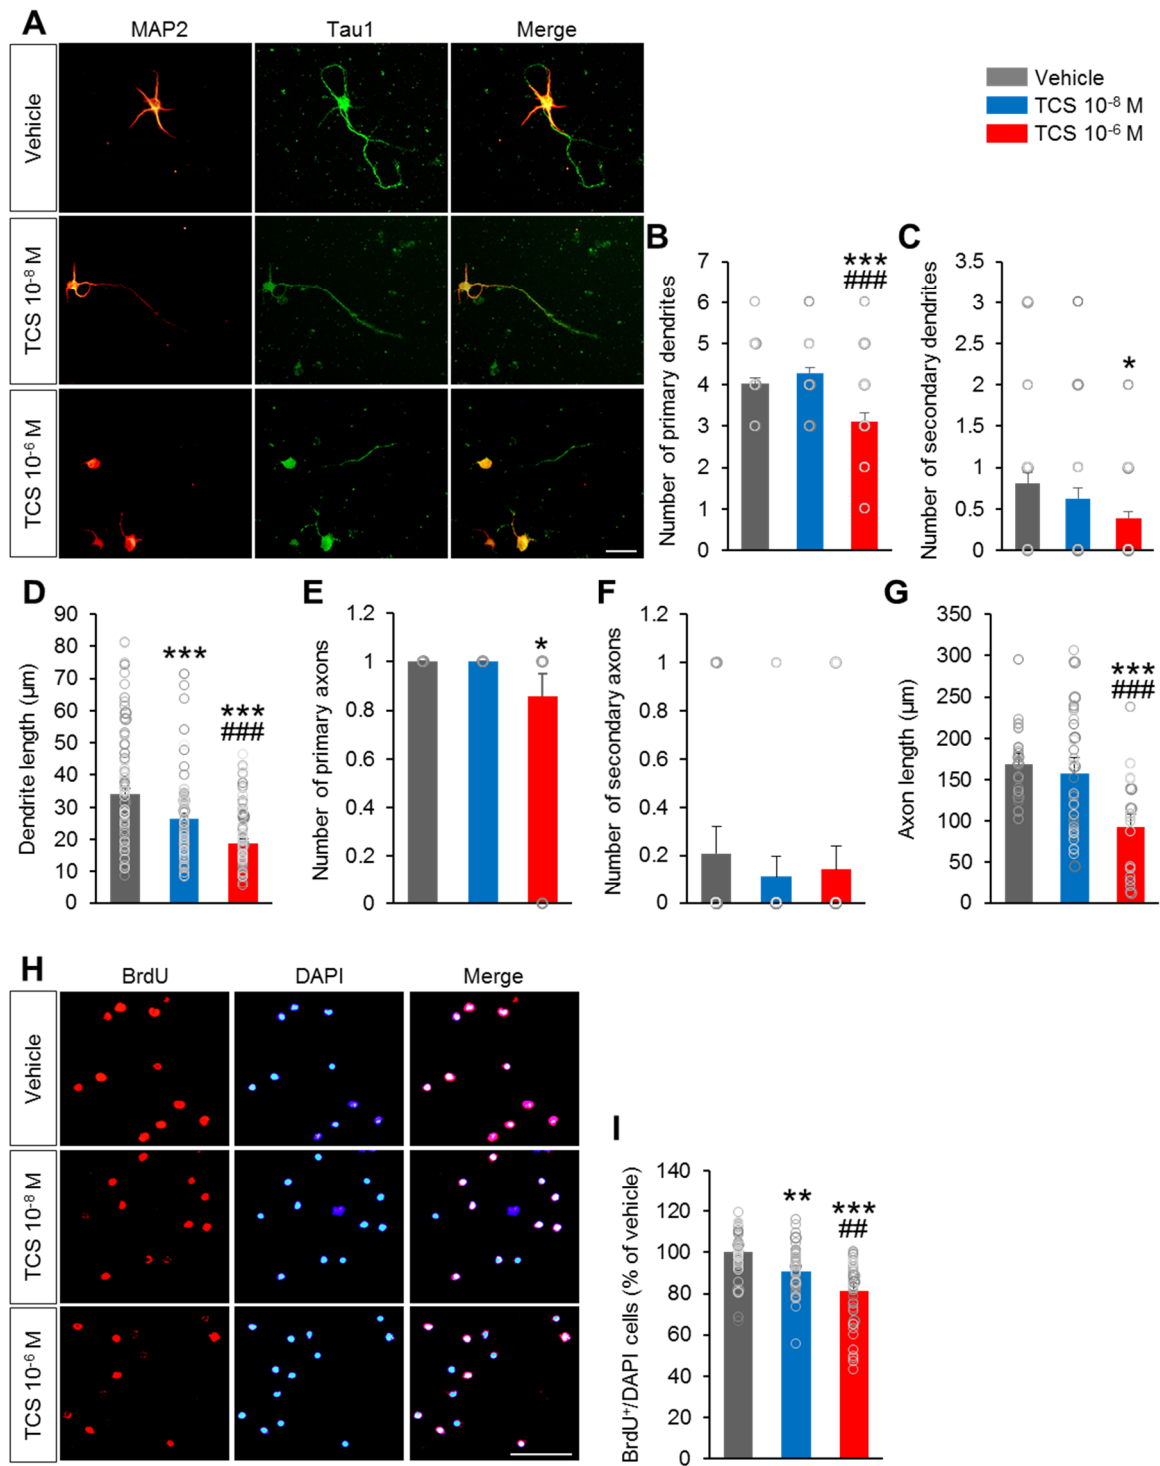 A
MAP2 Tau1 Merge
Vehicle
TCS 10-8 M
TCS 10-6 M
Vehicle
TCS 10-8 M
TCS 10-6 M
B
Number of primary dendrites
7
6
5
4
3
2
1
0
***
###
C
Number of secondary dendrites
3.5
3
2.5
2
1.5
1
0.5
0
*
D
Dendrite length (µm)
90
80
70
60
50
40
30
20
10
0
***
***
###
E
Number of primary axons
1.2
1
0.8
0.6
0.4
0.2
0
*
F
Number of secondary axons
1.2
1
0.8
0.6
0.4
0.2
0
G
Axon length (µm)
350
300
250
200
150
100
50
0
***
###
H
BrdU DAPI Merge
Vehicle
TCS 10-8 M
TCS 10-6 M
I
BrdU+/DAPI cells (% of vehicle)
140
120
100
80
60
40
20
0
**
***
##